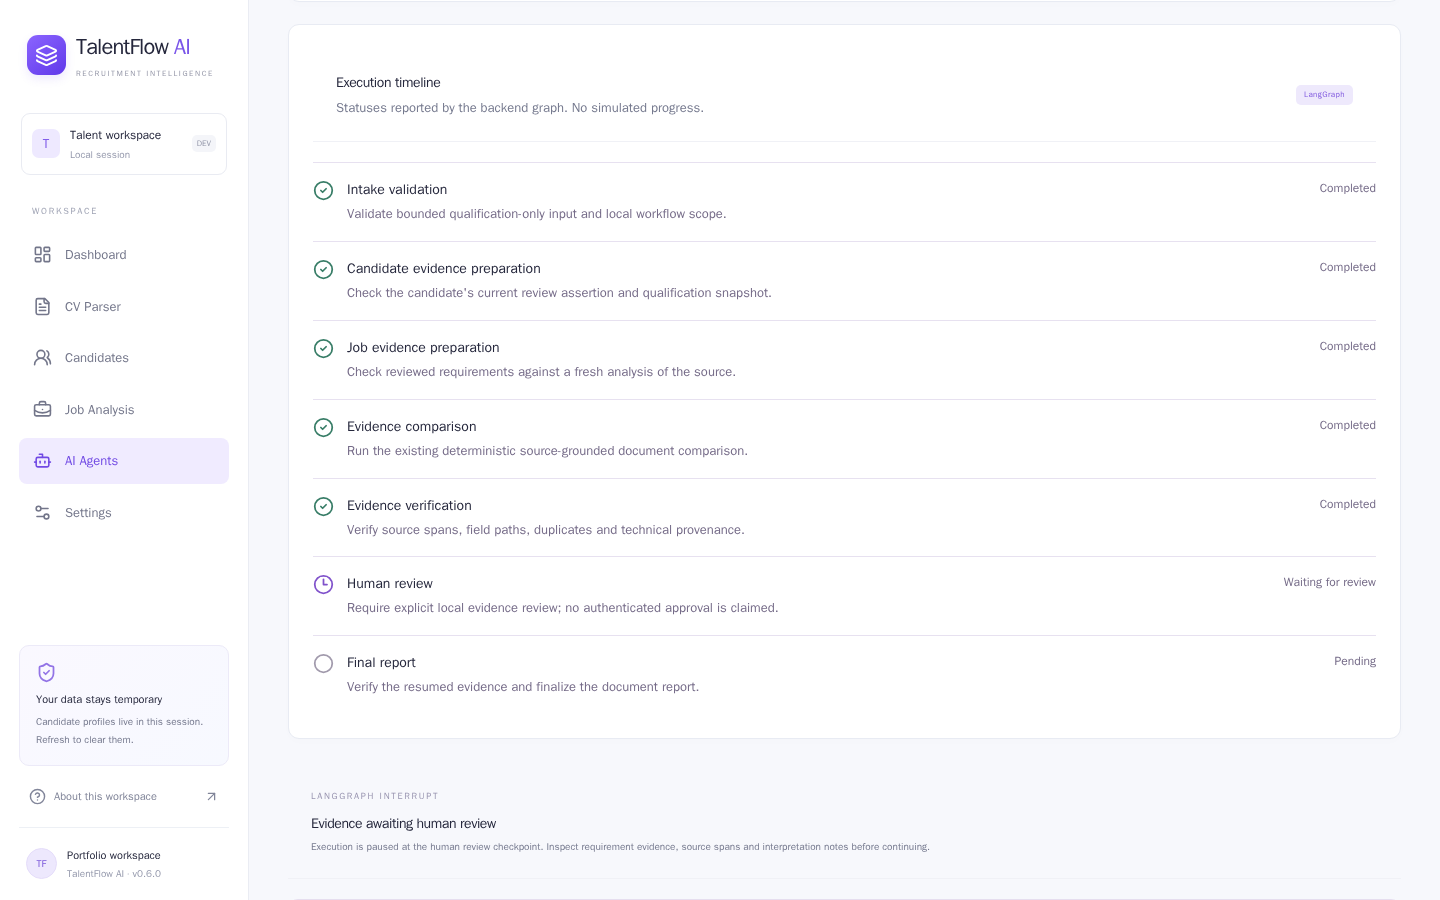 TalentFlow AI
RECRUITMENT INTELLIGENCE
T
Talent workspace
Local session
DEV
WORKSPACE
Dashboard
CV Parser
Candidates
Job Analysis
AI Agents
Settings
Your data stays temporary
Candidate profiles live in this session.
Refresh to clear them.
About this workspace
TF
Portfolio workspace
TalentFlow AI · v0.6.0
Execution timeline
Statuses reported by the backend graph. No simulated progress.
LangGraph
Intake validation
Completed
Validate bounded qualification-only input and local workflow scope.
Candidate evidence preparation
Completed
Check the candidate's current review assertion and qualification snapshot.
Job evidence preparation
Completed
Check reviewed requirements against a fresh analysis of the source.
Evidence comparison
Completed
Run the existing deterministic source-grounded document comparison.
Evidence verification
Completed
Verify source spans, field paths, duplicates and technical provenance.
Human review
Waiting for review
Require explicit local evidence review; no authenticated approval is claimed.
Final report
Pending
Verify the resumed evidence and finalize the document report.
LANGGRAPH INTERRUPT
Evidence awaiting human review
Execution is paused at the human review checkpoint. Inspect requirement evidence, source spans and interpretation notes before continuing.